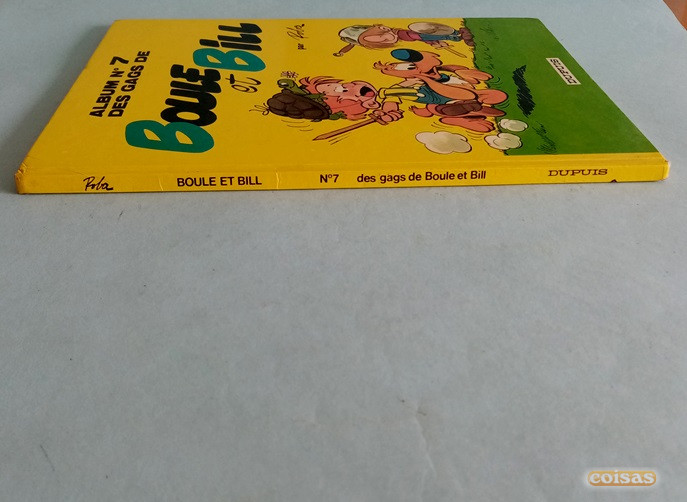 ALBUM N° 7
DES GAGS DE
BOULE
et
BILL
par Roba
DUPUIS
Roba
BOULE ET BILL
N°7 des gags de Boule et Bill
DUPUIS
coisas